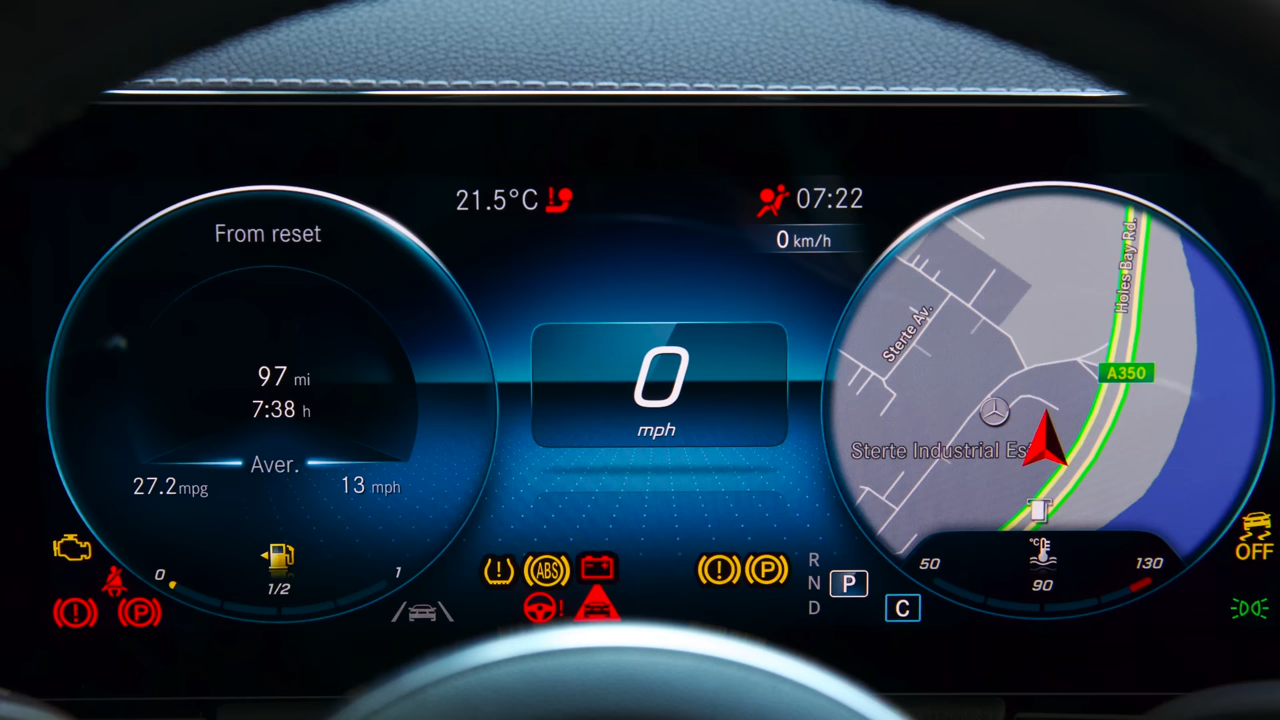 21.5°C
07:22
0 km/h
From reset
97 mi
7:38 h
Aver.
27.2mpg
13 mph
0
mph
Holes Bay Rd.
Sterte Av.
A350
Sterte Industrial Es
0
1/2
1
!
P
!
ABS
!
!
P
R
N
D
P
C
°C
50
90
130
OFF